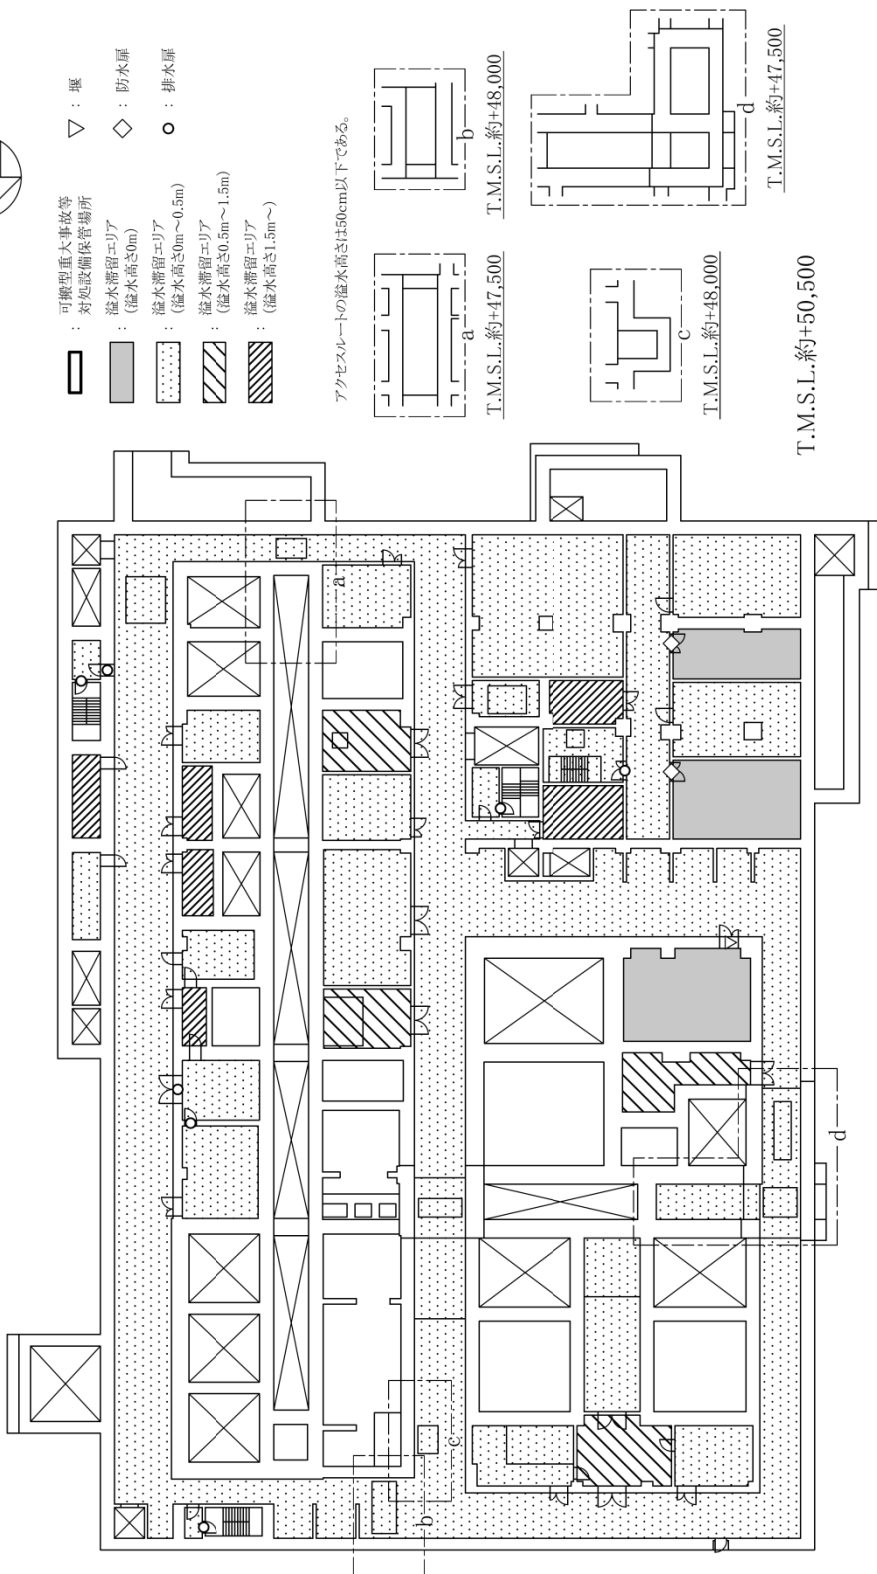 ：堰
：防水扉
：排水扉
：可搬型重大事故等
対処設備保管場所
：溢水滞留エリア
(溢水高さ0m)
：溢水滞留エリア
(溢水高さ0m～0.5m)
：溢水滞留エリア
(溢水高さ0.5m～1.5m)
：溢水滞留エリア
(溢水高さ1.5m～)
アクセスルートの溢水高さは50cm以下である。
a
T.M.S.L.約+47,500
b
T.M.S.L.約+48,000
c
T.M.S.L.約+48,000
d
T.M.S.L.約+47,500
T.M.S.L.約+50,500
a
b
c
d